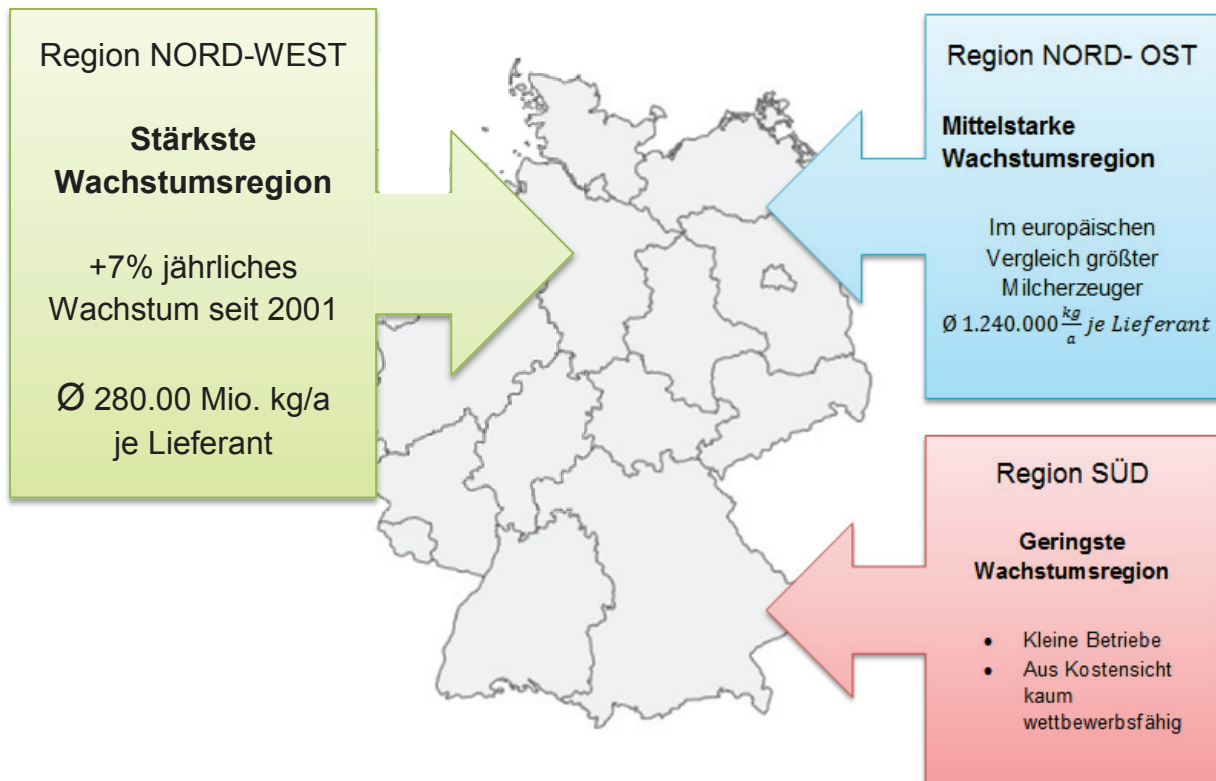 Region NORD-WEST
Stärkste
Wachstumsregion
+7% jährliches
Wachstum seit 2001
Ø 280.00 Mio. kg/a
je Lieferant
Region NORD- OST
Mittelstarke
Wachstumsregion
Im europäischen
Vergleich größter
Milcherzeuger
Ø 1.240.000 kg/a je Lieferant
Region SÜD
Geringste
Wachstumsregion
• Kleine Betriebe
• Aus Kostensicht
kaum
wettbewerbsfähig